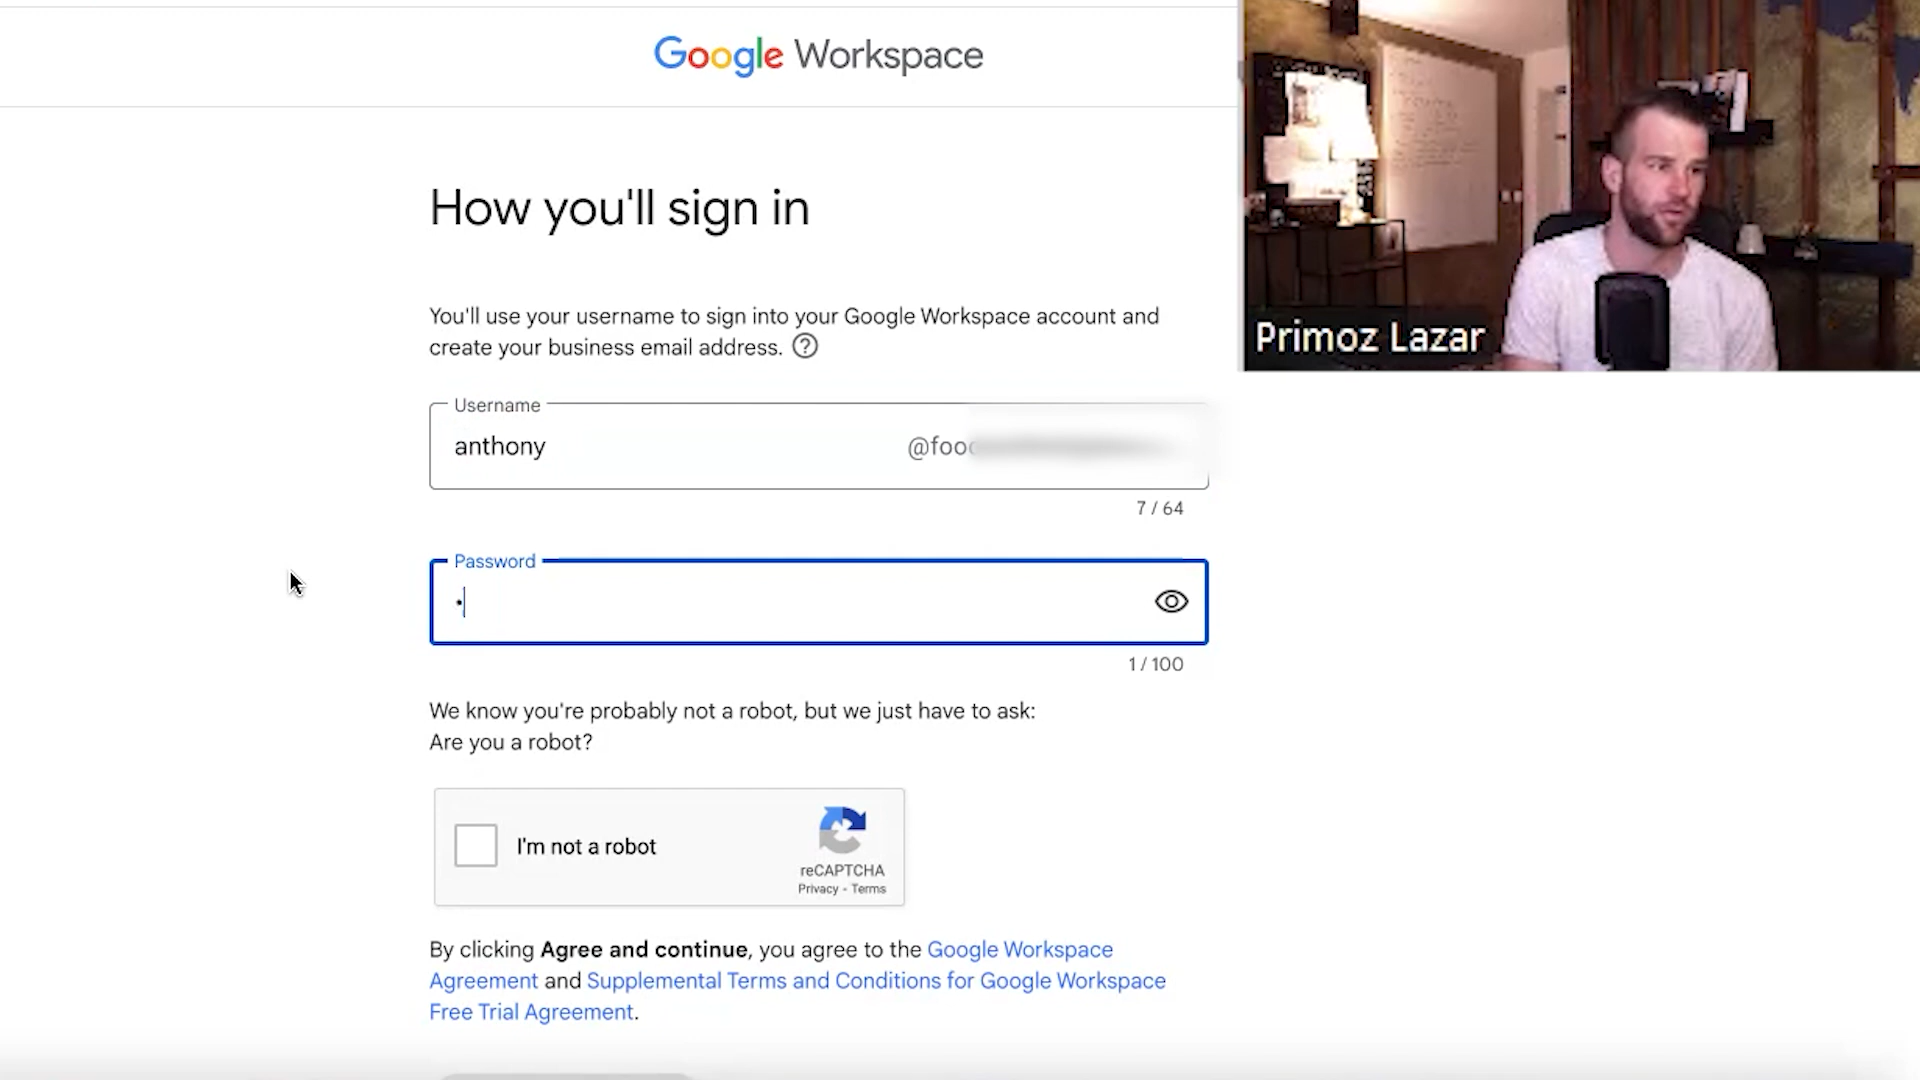 Google Workspace
How you'll sign in
You'll use your username to sign into your Google Workspace account and
create your business email address. ?
Username
anthony @foo
7 / 64
Password
1 / 100
We know you're probably not a robot, but we just have to ask:
Are you a robot?
I'm not a robot
reCAPTCHA
Privacy - Terms
By clicking Agree and continue, you agree to the Google Workspace
Agreement and Supplemental Terms and Conditions for Google Workspace
Free Trial Agreement.
Primoz Lazar